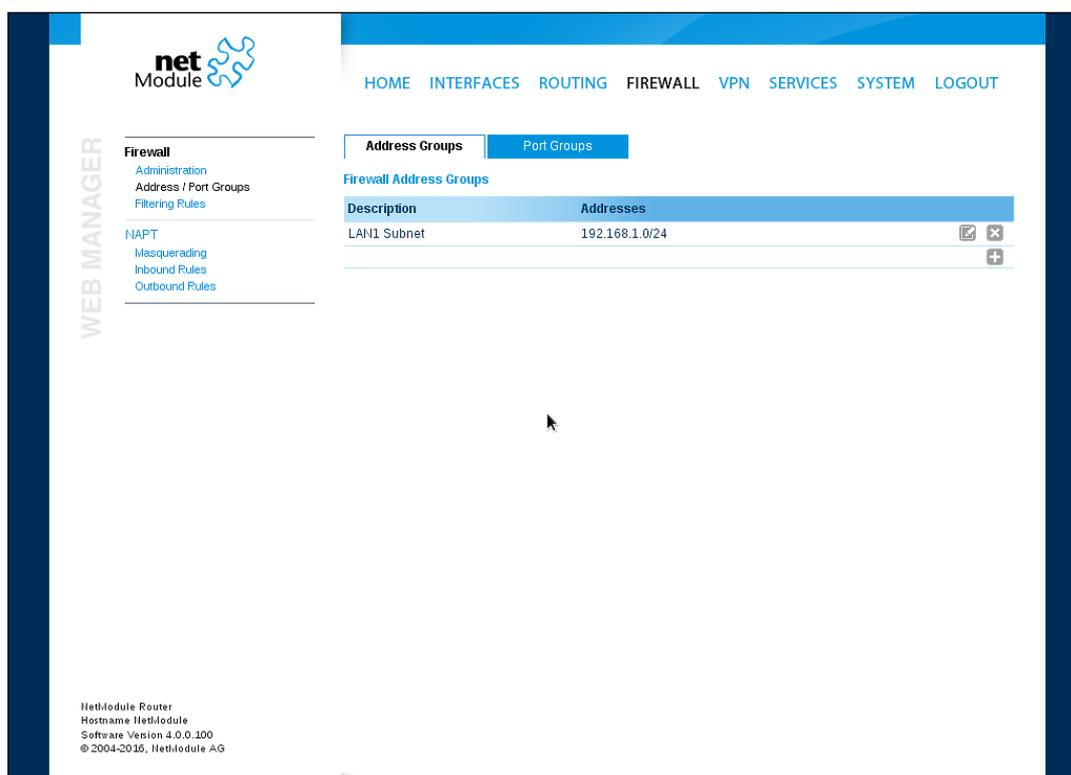 net
Module
HOME INTERFACES ROUTING FIREWALL VPN SERVICES SYSTEM LOGOUT
WEB MANAGER
Firewall
Administration
Address / Port Groups
Filtering Rules
NAPT
Masquerading
Inbound Rules
Outbound Rules
Address Groups Port Groups
Firewall Address Groups
Description Addresses
LAN1 Subnet 192.168.1.0/24
NetModule Router
Hostname NetModule
Software Version 4.0.0.100
© 2004-2016, NetModule AG